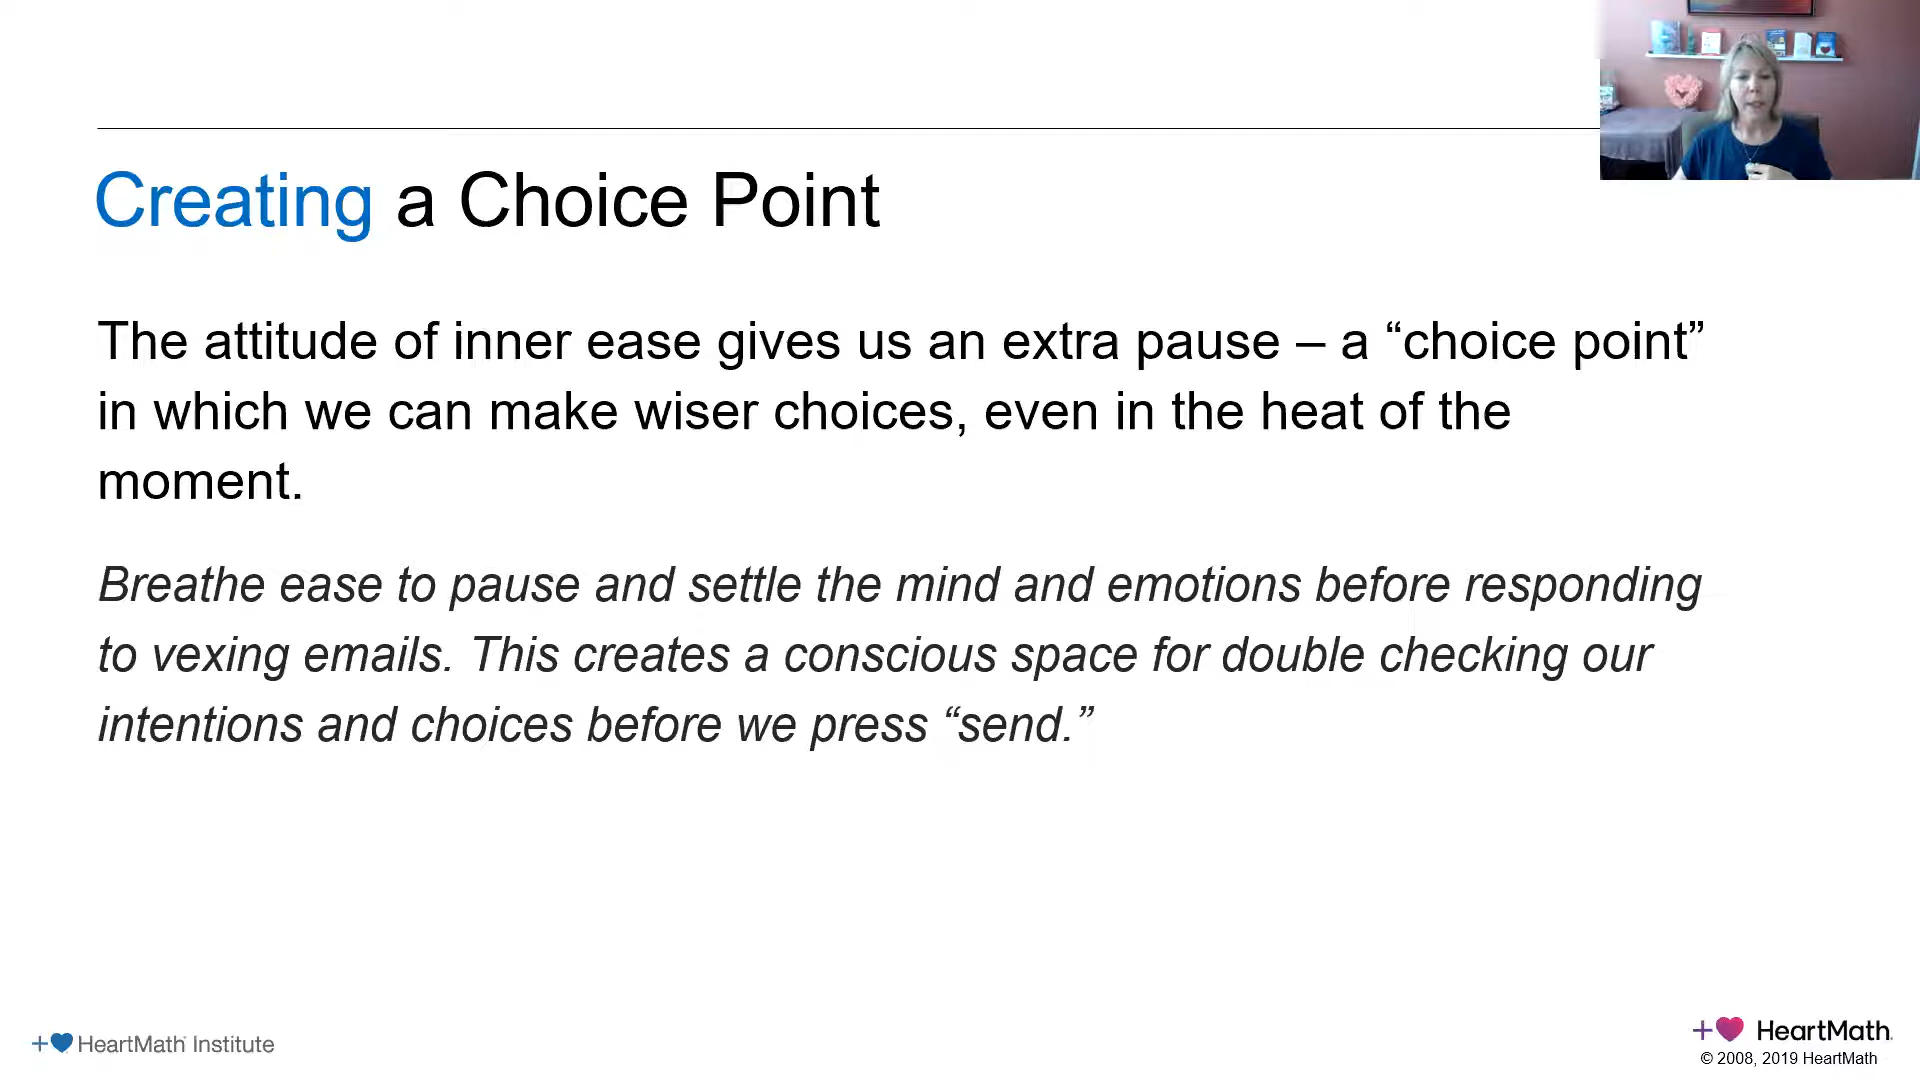 Creating a Choice Point
The attitude of inner ease gives us an extra pause – a “choice point”
in which we can make wiser choices, even in the heat of the
moment.
Breathe ease to pause and settle the mind and emotions before responding
to vexing emails. This creates a conscious space for double checking our
intentions and choices before we press “send.”
HeartMath Institute
HeartMath
© 2008, 2019 HeartMath